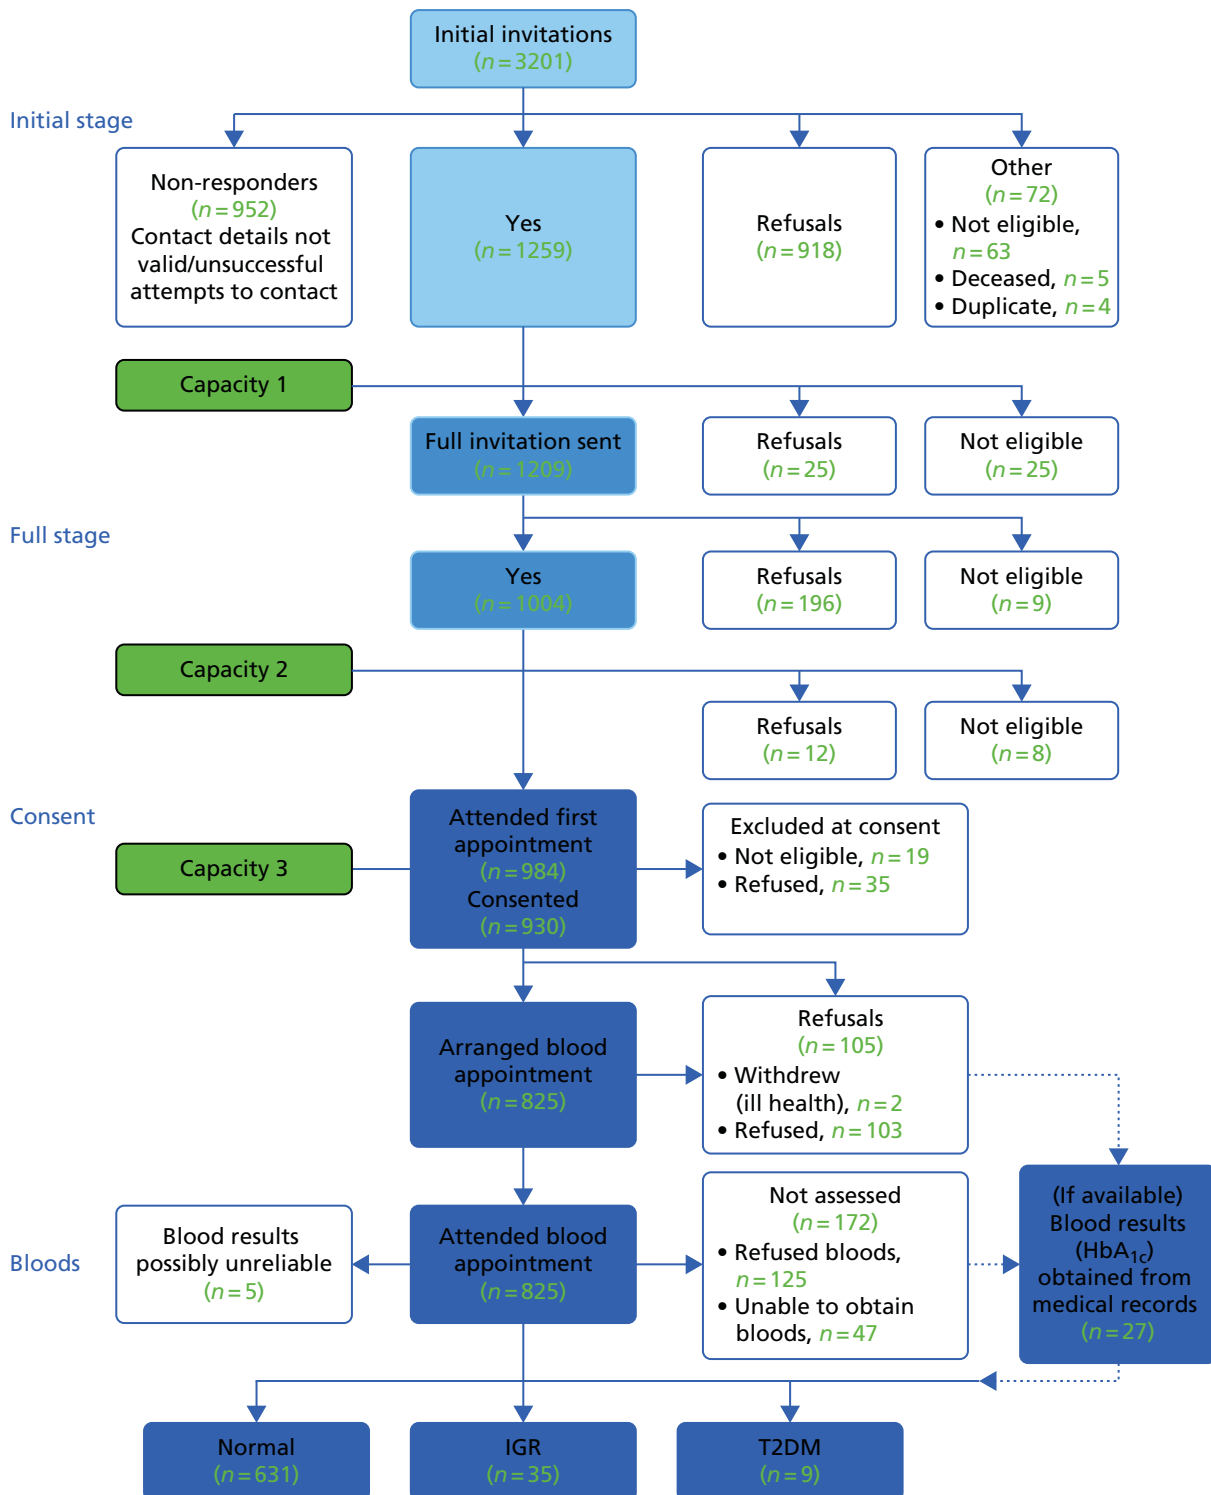 Initial invitations
(n=3201)
Initial stage
Non-responders
(n=952)
Contact details not
valid/unsuccessful
attempts to contact
Yes
(n=1259)
Refusals
(n=918)
Other
(n=72)
• Not eligible,
n=63
• Deceased, n=5
• Duplicate, n=4
Capacity 1
Full invitation sent
(n=1209)
Refusals
(n=25)
Not eligible
(n=25)
Full stage
Yes
(n=1004)
Refusals
(n=196)
Not eligible
(n=9)
Capacity 2
Refusals
(n=12)
Not eligible
(n=8)
Consent
Capacity 3
Attended first
appointment
(n=984)
Consented
(n=930)
Excluded at consent
• Not eligible, n=19
• Refused, n=35
Arranged blood
appointment
(n=825)
Refusals
(n=105)
• Withdrew
(ill health), n=2
• Refused, n=103
Bloods
Blood results
possibly unreliable
(n=5)
Attended blood
appointment
(n=825)
Not assessed
(n=172)
• Refused bloods,
n=125
• Unable to obtain
bloods, n=47
(If available)
Blood results
(HbA1c)
obtained from
medical records
(n=27)
Normal
(n=631)
IGR
(n=35)
T2DM
(n=9)